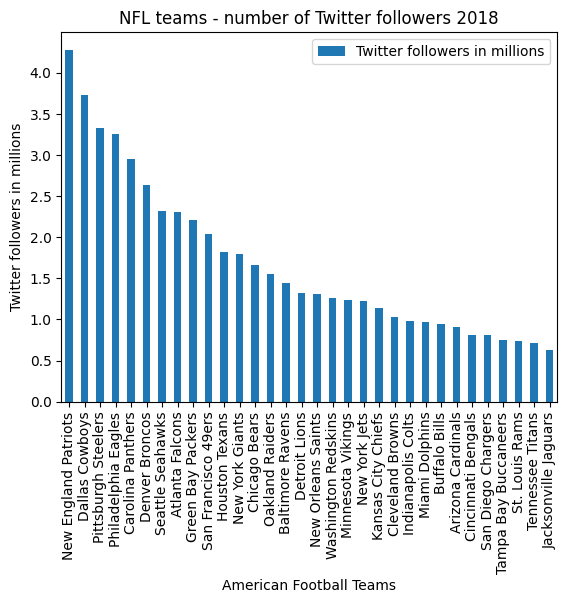 NFL teams - number of Twitter followers 2018
Twitter followers in millions
Twitter followers in millions
4.0
3.5
3.0
2.5
2.0
1.5
1.0
0.5
0.0
New England Patriots
Dallas Cowboys
Pittsburgh Steelers
Philadelphia Eagles
Carolina Panthers
Denver Broncos
Seattle Seahawks
Atlanta Falcons
Green Bay Packers
San Francisco 49ers
Houston Texans
New York Giants
Chicago Bears
Oakland Raiders
Baltimore Ravens
Detroit Lions
New Orleans Saints
Washington Redskins
Minnesota Vikings
New York Jets
Kansas City Chiefs
Cleveland Browns
Indianapolis Colts
Miami Dolphins
Buffalo Bills
Arizona Cardinals
Cincinnati Bengals
San Diego Chargers
Tampa Bay Buccaneers
St. Louis Rams
Tennessee Titans
Jacksonville Jaguars
American Football Teams